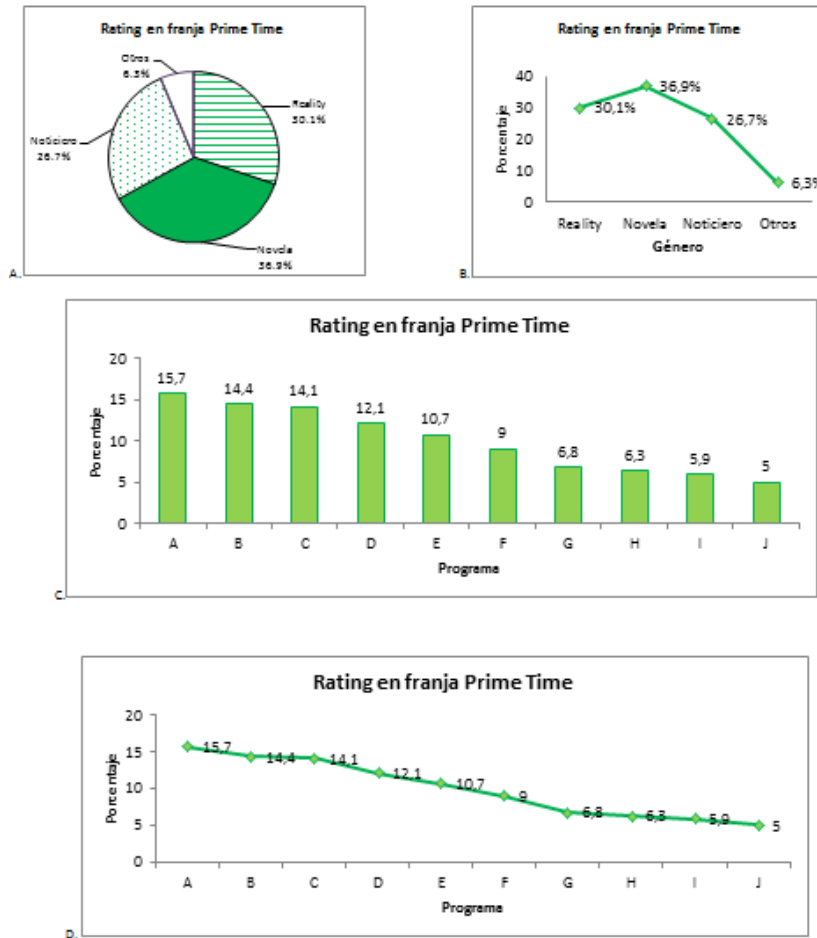 Rating en franja Prime Time
Otros
6.3%
Reality
30.1%
Noticiero
26.7%
Novela
36.9%
A.
Rating en franja Prime Time
Porcentaje
40
30
20
10
0
30,1%
36,9%
26,7%
6,3%
Reality Novela Noticiero Otros
Género
B.
Rating en franja Prime Time
Porcentaje
20
15
10
5
0
15,7 14,4 14,1 12,1 10,7 9 6,8 6,3 5,9 5
A B C D E F G H I J
Programa
C.
Rating en franja Prime Time
Porcentaje
20
15
10
5
0
15,7 14,4 14,1 12,1 10,7 9 6,8 6,3 5,9 5
A B C D E F G H I J
Programa
D.